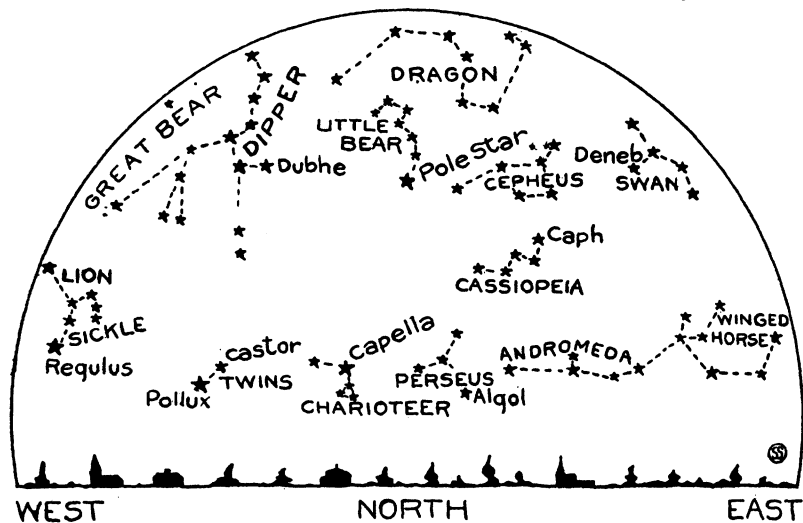 DRAGON
GREAT BEAR
DIPPER
LITTLE
BEAR
Pole Star
Dubhe
CEPHEUS
Deneb
SWAN
Caph
CASSIOPEIA
LION
SICKLE
Regulus
Castor
Pollux
TWINS
Capella
CHARIOTEER
PERSEUS
Algol
ANDROMEDA
WINGED
HORSE
SS
WEST NORTH EAST